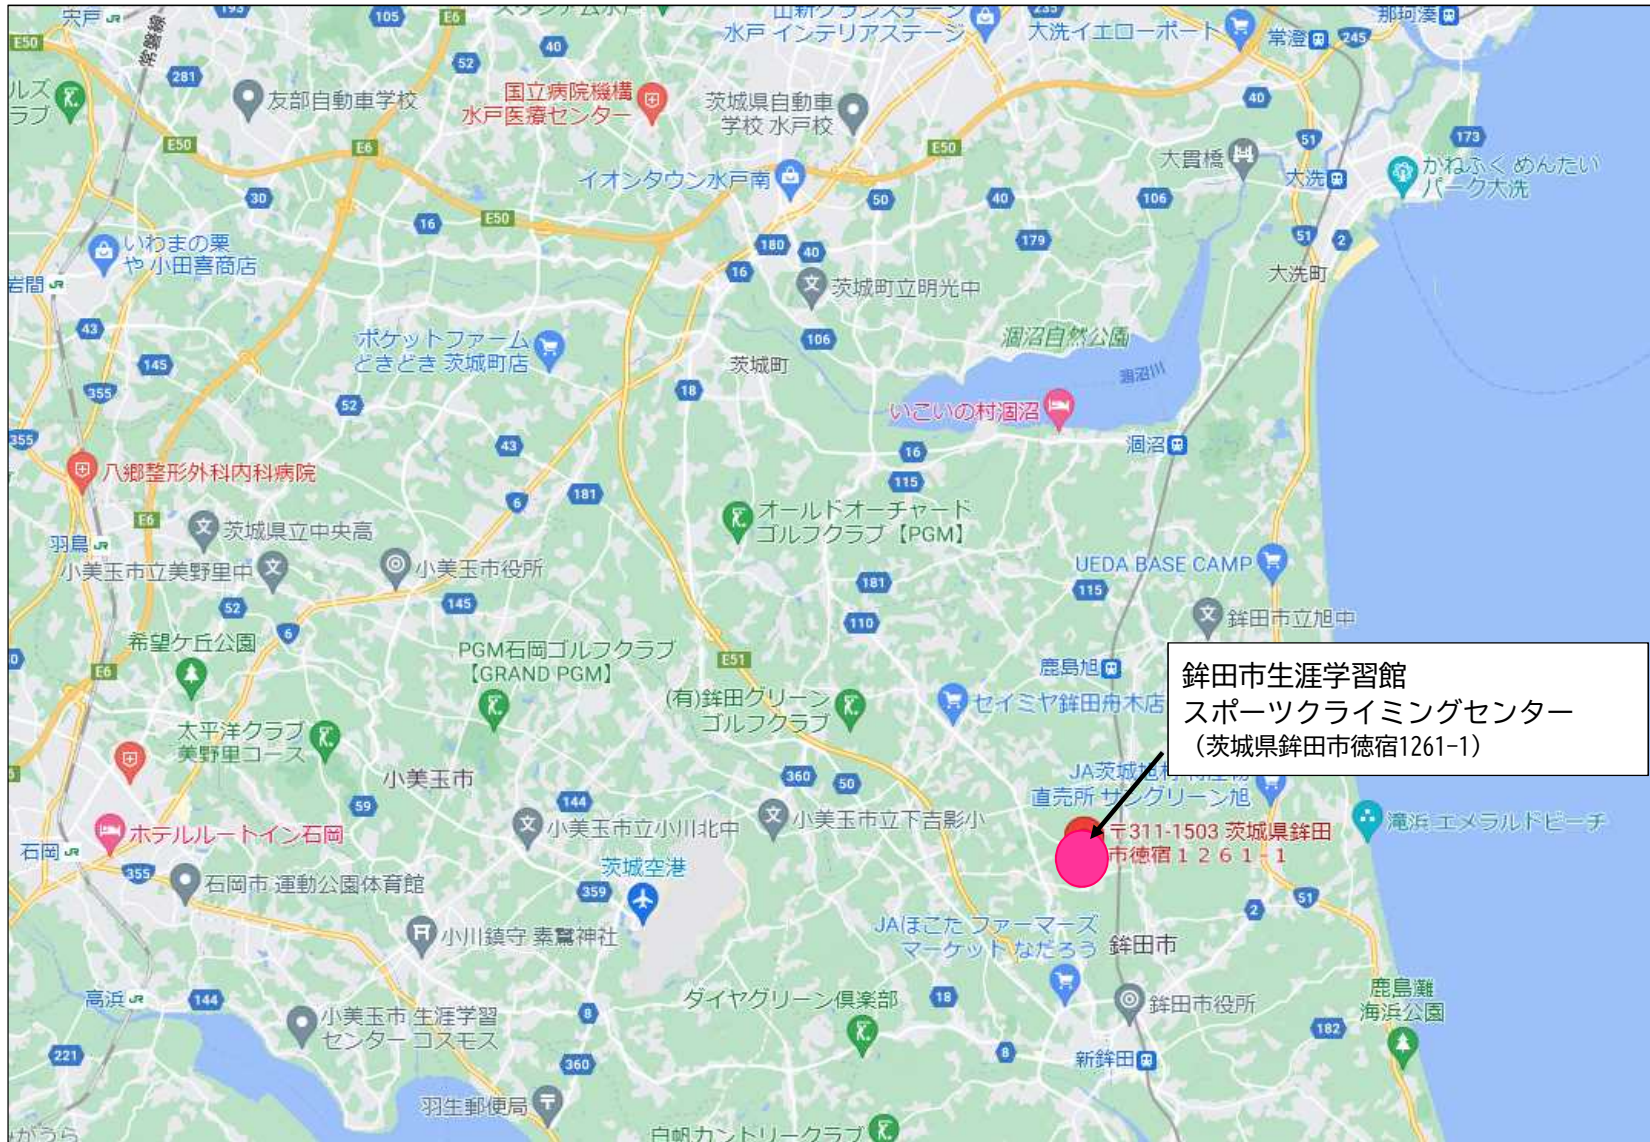 宍戸
193
105
E6
40
52
水戸 インテリアステージ
大洗イエローポート
235
常澄
245
那珂湊
E50
常磐線
281
友部自動車学校
国立病院機構
水戸医療センター
茨城県自動車
学校 水戸校
40
51
173
ルズ
ラブ
E50
E6
E50
大貫橋
大洗
かねふく めんたい
パーク大洗
イオンタウン水戸南
30
16
E50
50
40
106
179
51
2
いわまの栗
や 小田喜商店
180
40
16
大洗町
岩間
茨城町立明光中
43
145
ポケットファーム
どきどき 茨城町店
106
茨城町
涸沼自然公園
涸沼川
355
52
18
いこいの村涸沼
355
43
16
涸沼
八郷整形外科内科病院
6
181
115
オールドオーチャード
ゴルフクラブ【PGM】
E6
茨城県立中央高
羽鳥
小美玉市立美野里中
小美玉市役所
UEDA BASE CAMP
181
115
52
145
110
鉾田市立旭中
6
希望ケ丘公園
PGM石岡ゴルフクラブ
【GRAND PGM】
E51
鹿島旭
E6
(有)鉾田グリーン
ゴルフクラブ
セイミヤ鉾田舟木店
鉾田市生涯学習館
スポーツクライミングセンター
（茨城県鉾田市徳宿1261-1）
太平洋クラブ
美野里コース
小美玉市
360
50
JA茨城旭村
直売所 サングリーン旭
59
144
小美玉市立小川北中
小美玉市立下吉影小
〒311-1503 茨城県鉾田
市徳宿１２６１-１
滝浜 エメラルドビーチ
ホテルルートイン石岡
石岡
355
石岡市 運動公園体育館
茨城空港
359
2
51
小川鎮守 素鵞神社
JAほこた ファーマーズ
マーケット なだろう
鉾田市
高浜
144
小美玉市 生涯学習
センター コスモス
8
ダイヤグリーン倶楽部
18
鉾田市役所
鹿島灘
海浜公園
182
221
360
8
新鉾田
羽生郵便局
白帆カントリークラブ